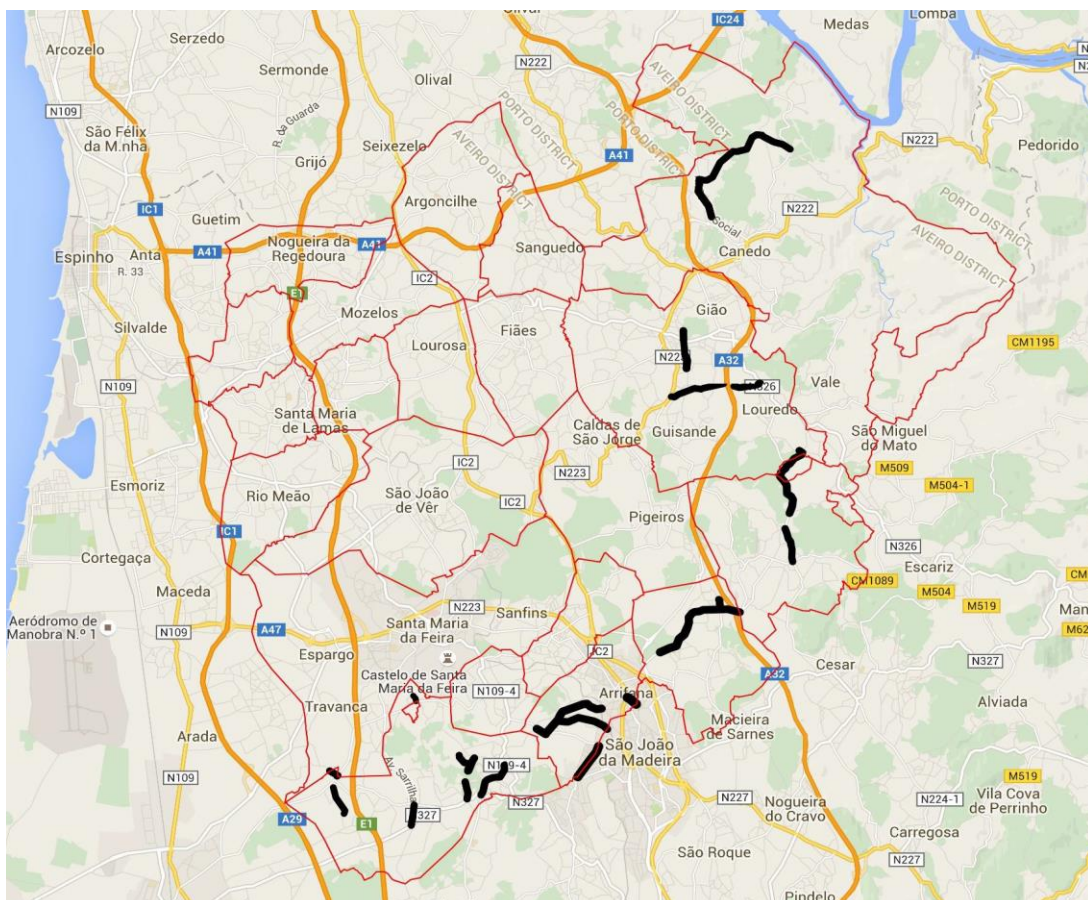 Olival
IC24
Medas
Lomba
Arcozelo
Serzedo
Sermonde
Olival
N222
AVEIRO DISTRICT
N109
São Félix
da M.nha
R. da Guarda
Grijó
Seixezelo
PORTO DISTRICT
PORTO DISTRICT
AVEIRO DISTRICT
A41
N222
Pedorido
IC1
Argoncilhe
Guetim
Nogueira da
Regedoura
A41
Sanguedo
Social
N222
PORTO DISTRICT
AVEIRO DISTRICT
Espinho
Anta
A41
R. 33
Canedo
IC2
E1
Mozelos
Gião
Silvalde
Lourosa
Fiães
CM1195
A32
Vale
N109
N326
Louredo
Santa Maria
de Lamas
Caldas de
São Jorge
Guisande
São Miguel
do Mato
IC2
N223
M509
Esmoriz
Rio Meão
São João
de Vêr
M504-1
IC2
Pigeiros
IC1
Cortegaça
N326
Escariz
Maceda
CM1089
M504
M519
Aeródromo de
Manobra N.º 1
N109
A47
N223
Sanfins
Santa Maria
da Feira
Espargo
IC2
Cesar
N327
Castelo de Santa
Maria da Feira
N109-4
A32
Alviada
Travanca
Arrifana
Macieira
de Sarnes
Arada
São João
da Madeira
N109
Av. Sarrilha
N109-4
M519
N327
N327
N227
Nogueira
do Cravo
N224-1
Vila Cova
de Perrinho
A29
E1
Carregosa
São Roque
N227
Pindelo